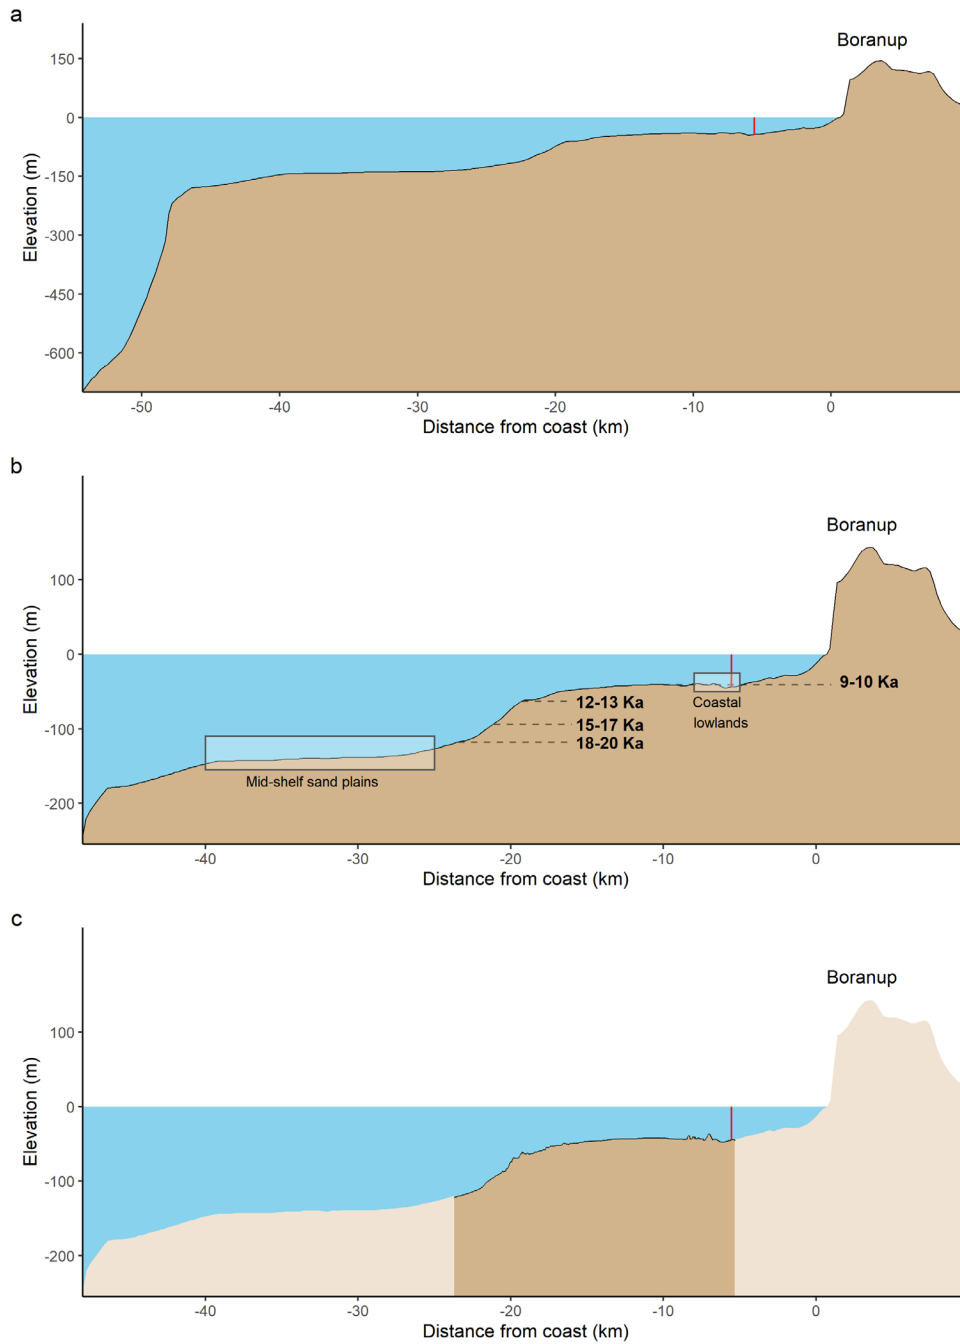 a
Boranup
150
0
-150
-300
-450
-600
Elevation (m)
-50
-40
-30
-20
-10
0
Distance from coast (km)
b
Boranup
100
0
-100
-200
Elevation (m)
9-10 Ka
Coastal
lowlands
12-13 Ka
15-17 Ka
18-20 Ka
Mid-shelf sand plains
-40
-30
-20
-10
0
Distance from coast (km)
c
Boranup
100
0
-100
-200
Elevation (m)
-40
-30
-20
-10
0
Distance from coast (km)